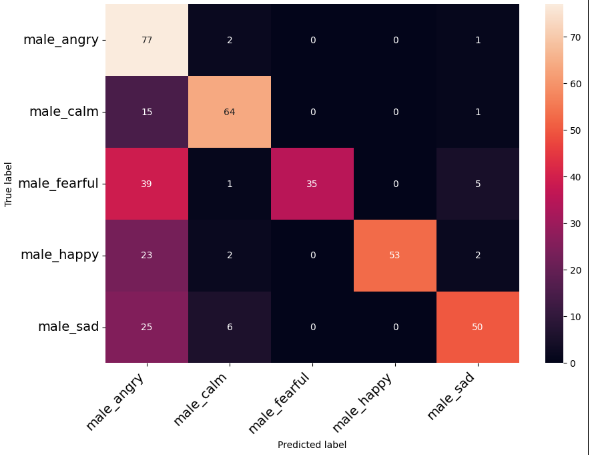 male_angry 77 2 0 0 1
male_calm 15 64 0 0 1
male_fearful 39 1 35 0 5
male_happy 23 2 0 53 2
male_sad 25 6 0 0 50
male_angry male_calm male_fearful male_happy male_sad
True label
Predicted label
70
60
50
40
30
20
10
0